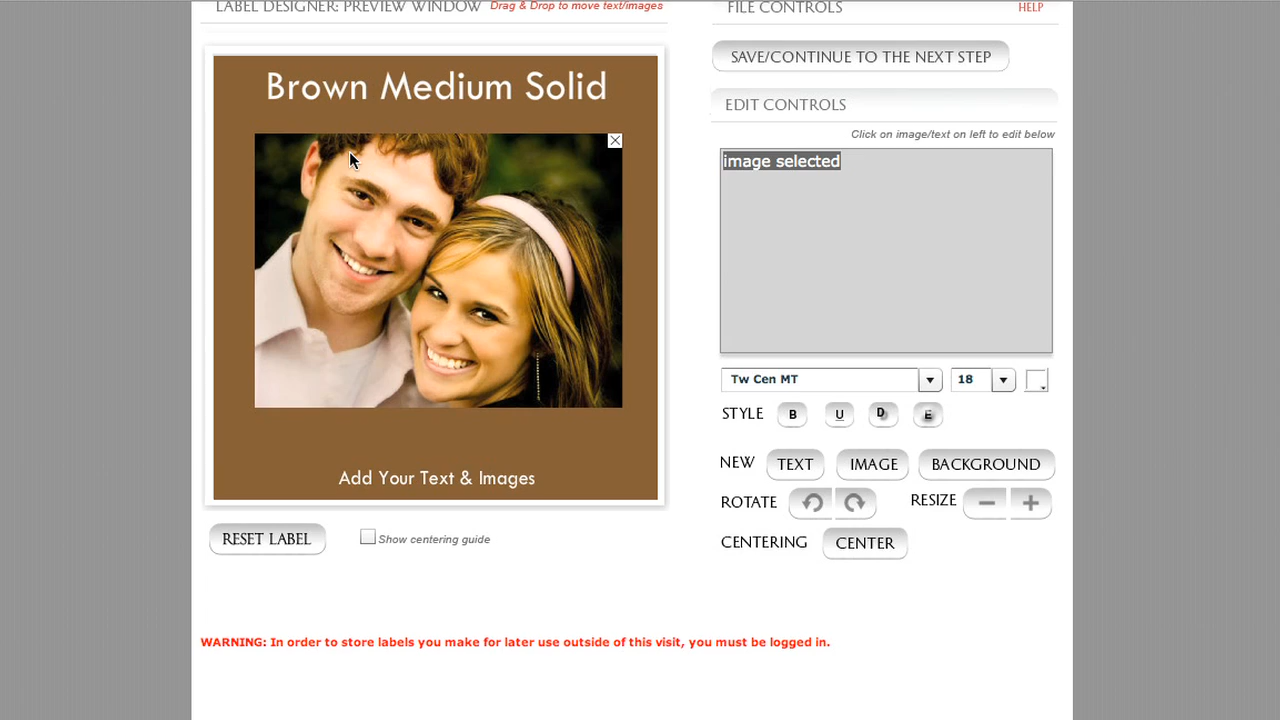 LABEL DESIGNER: PREVIEW WINDOW Drag & Drop to move text/images
FILE CONTROLS HELP
SAVE/CONTINUE TO THE NEXT STEP
Brown Medium Solid
EDIT CONTROLS
Click on image/text on left to edit below
image selected
Tw Cen MT 18
STYLE B U D E
NEW TEXT IMAGE BACKGROUND
Add Your Text & Images
ROTATE RESIZE
RESET LABEL Show centering guide
CENTERING CENTER
WARNING: In order to store labels you make for later use outside of this visit, you must be logged in.